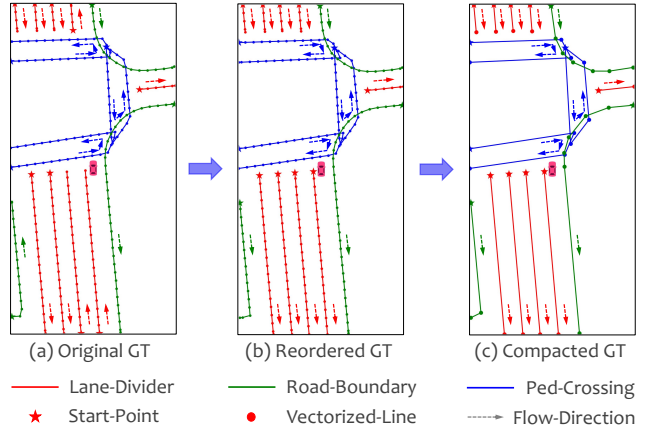 (a) Original GT
(b) Reordered GT
(c) Compacted GT
Lane-Divider
Road-Boundary
Ped-Crossing
Start-Point
Vectorized-Line
Flow-Direction